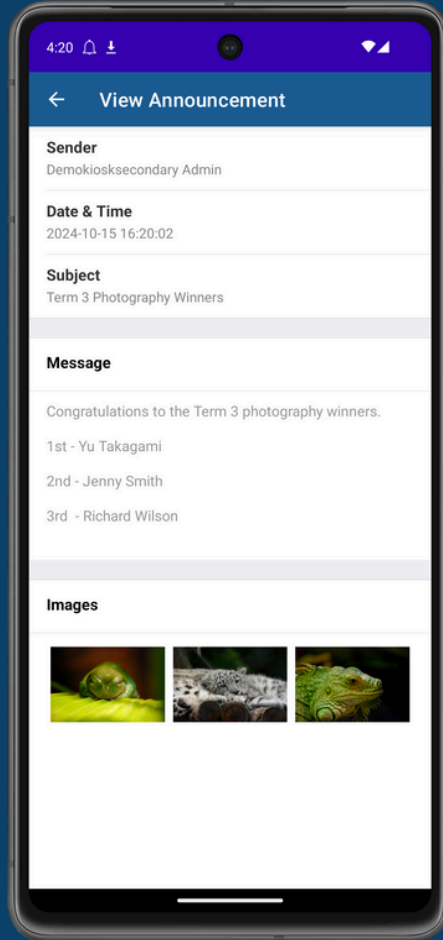 4:20
View Announcement
Sender
Demokiosksecondary Admin
Date & Time
2024-10-15 16:20:02
Subject
Term 3 Photography Winners
Message
Congratulations to the Term 3 photography winners.
1st - Yu Takagami
2nd - Jenny Smith
3rd  - Richard Wilson
Images